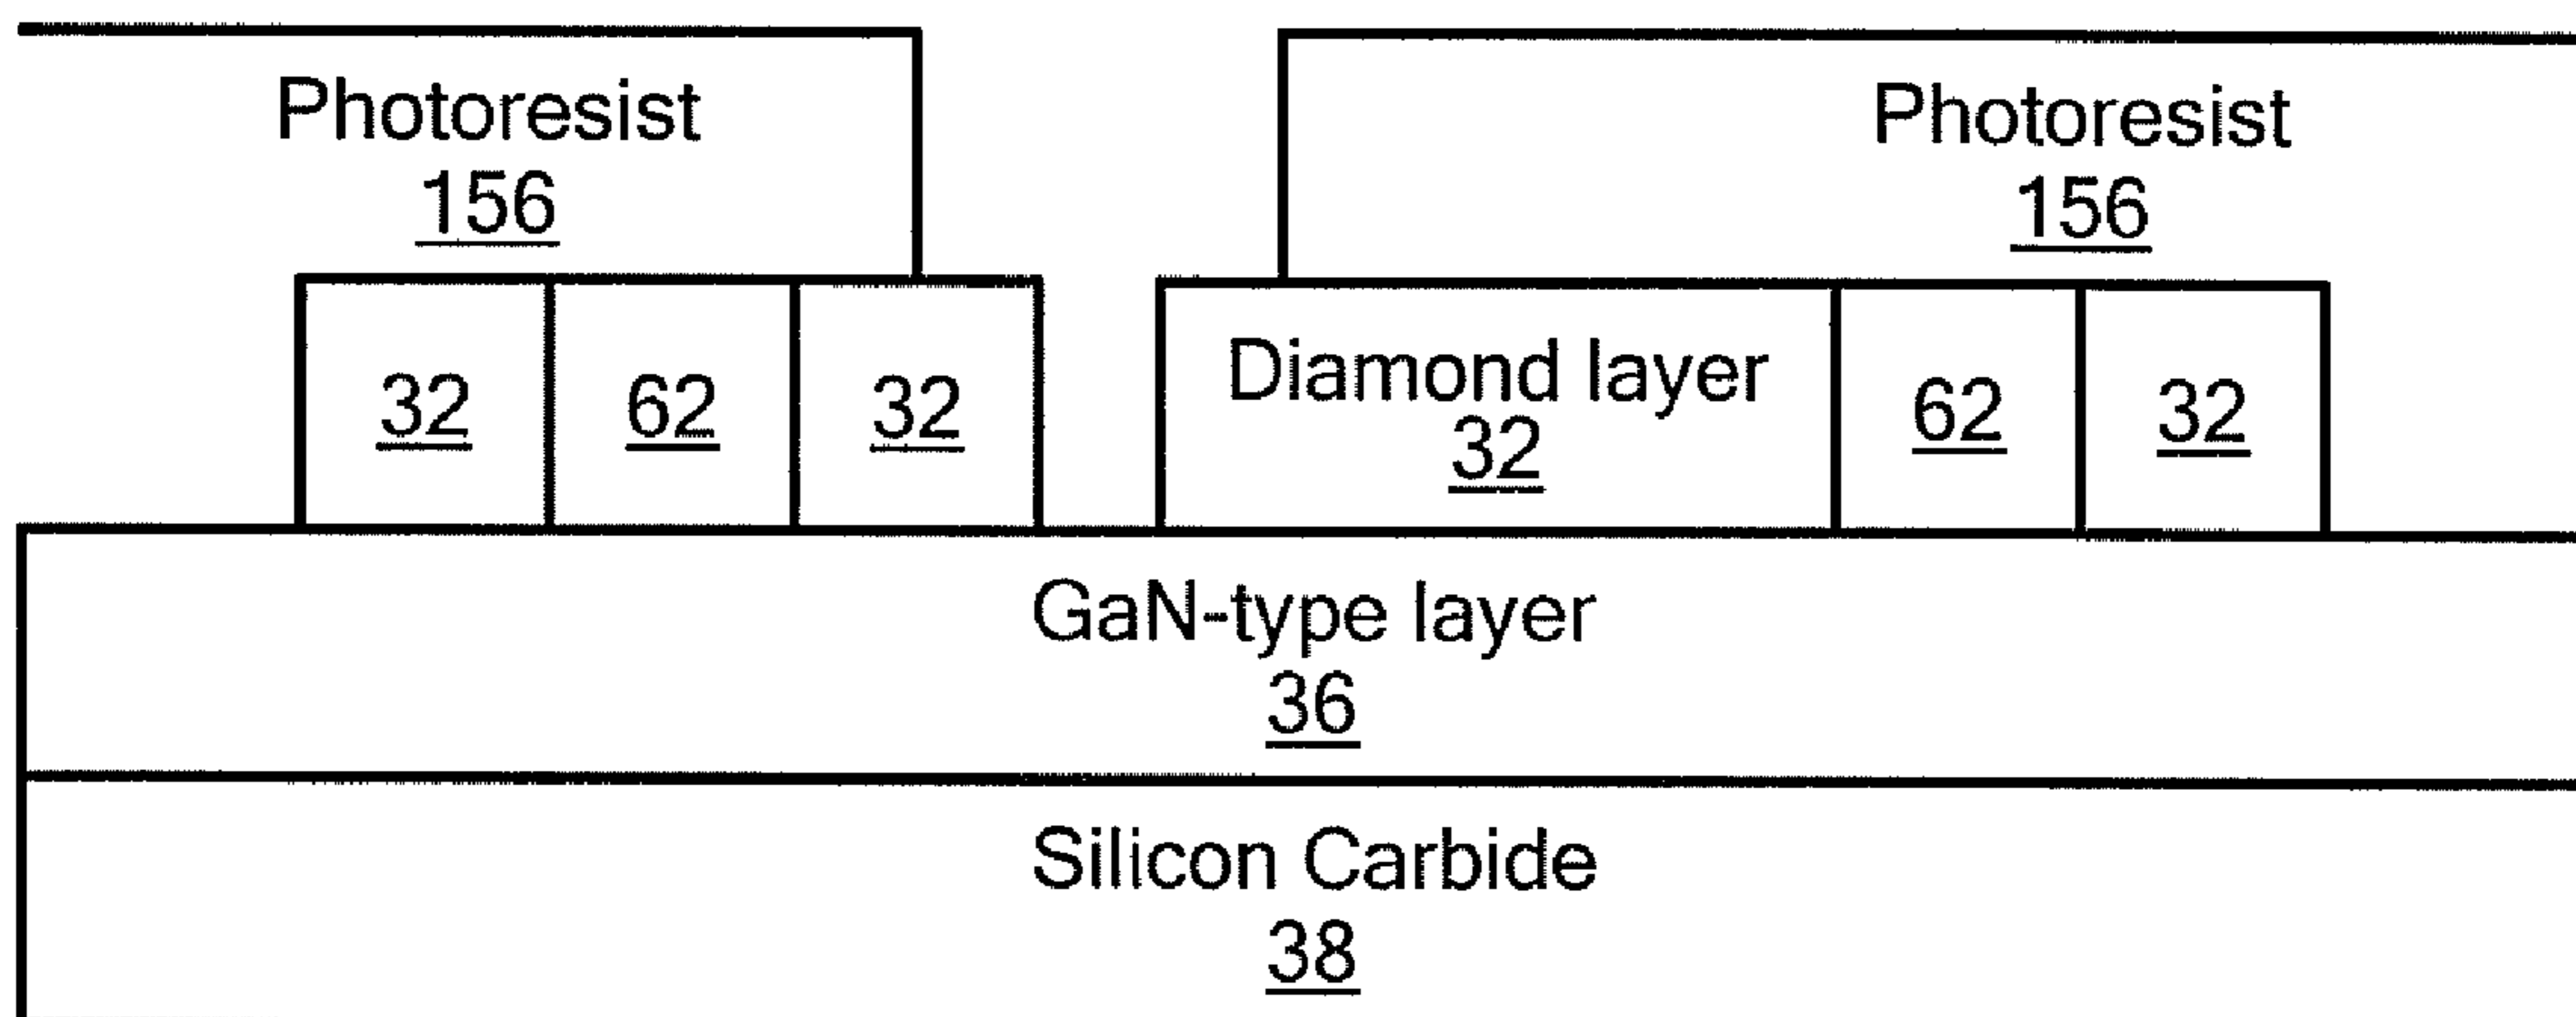 Photoresist
156
Photoresist
156
32
62
32
Diamond layer
32
62
32
GaN-type layer
36
Silicon Carbide
38